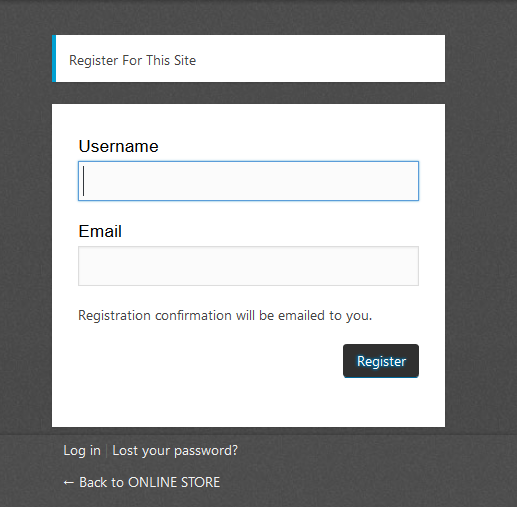 Register For This Site
Username
Email
Registration confirmation will be emailed to you.
Register
Log in | Lost your password?
← Back to ONLINE STORE